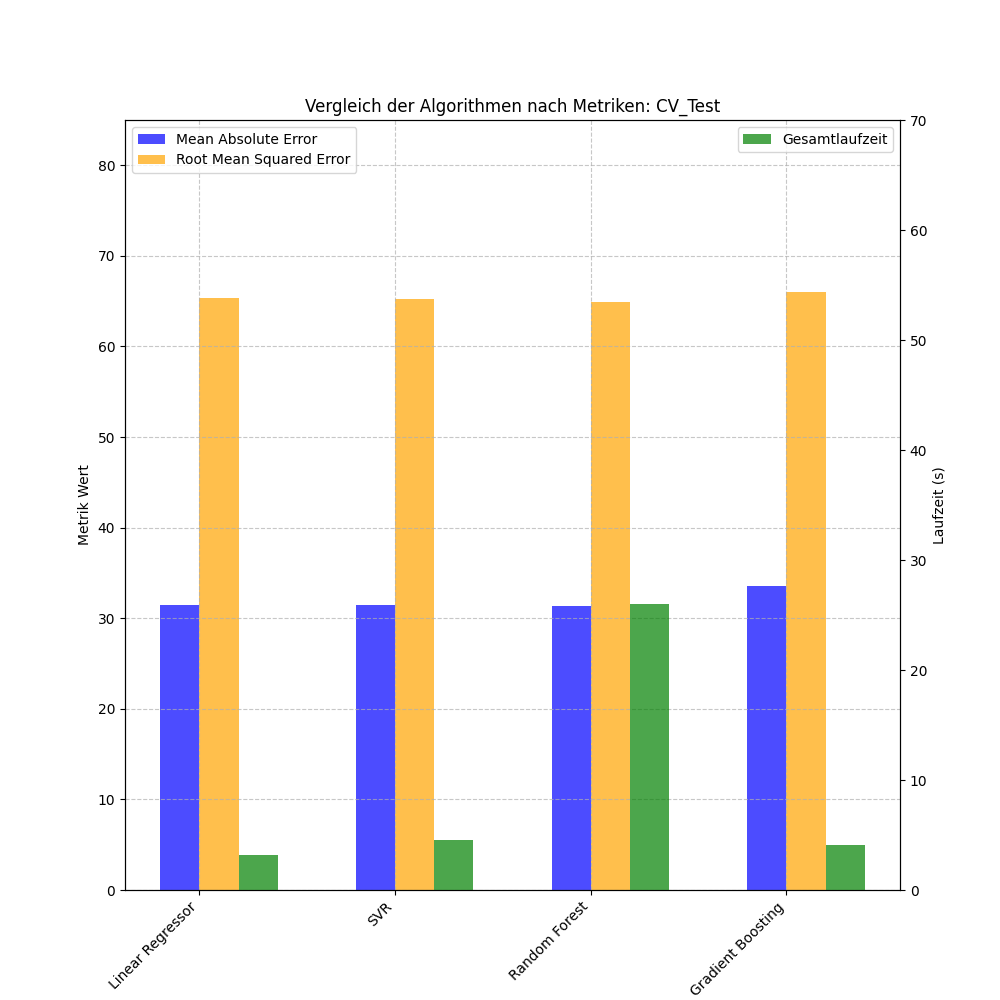 Vergleich der Algorithmen nach Metriken: CV_Test
Mean Absolute Error
Root Mean Squared Error
Gesamtlaufzeit
80
70
60
50
40
30
20
10
0
Metrik Wert
70
60
50
40
30
20
10
0
Laufzeit (s)
Linear Regressor
SVR
Random Forest
Gradient Boosting